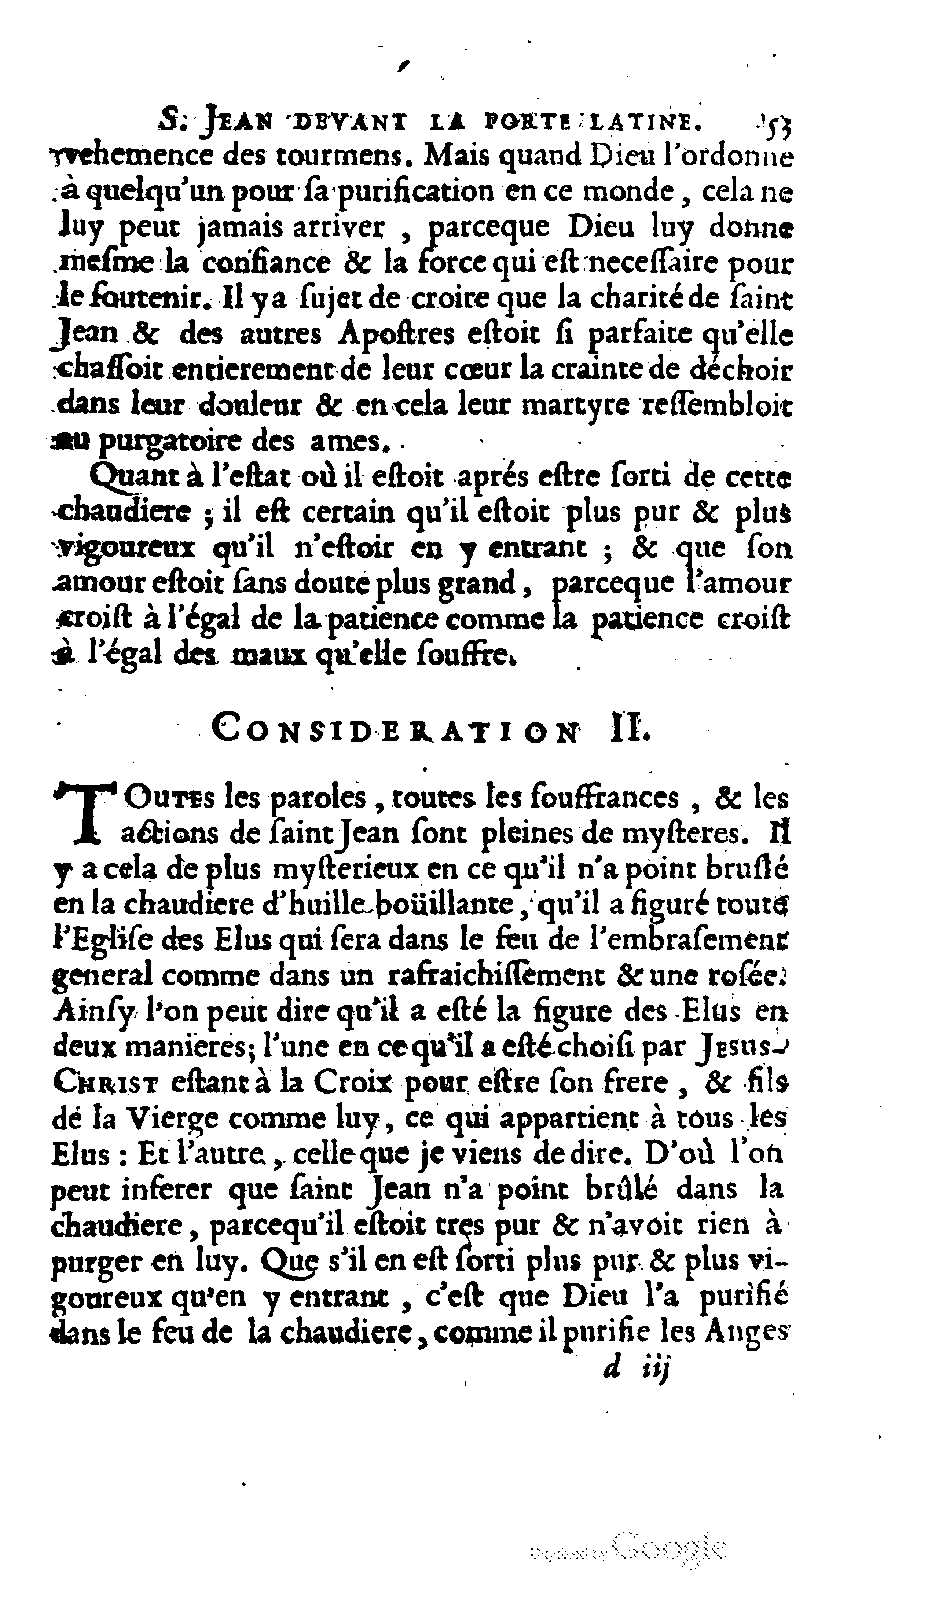 S. JEAN DEVANT LA PORTE LATINE. 53
vehemence des tourmens. Mais quand Dieu l'ordonne
à quelqu'un pour ſa purification en ce monde, cela ne
luy peut jamais arriver, parceque Dieu luy donne
meſme la confiance & la force qui eſt neceſſaire pour
le ſoutenir. Il y a ſujet de croire que la charité de ſaint
Jean & des autres Apoſtres eſtoit ſi parfaite qu'elle
chaſſoit entierement de leur cœur la crainte de déchoir
dans leur douleur & en cela leur martyre reſſembloit
au purgatoire des ames.
Quant à l'eſtat où il eſtoit aprés eſtre ſorti de cette
chaudiere ; il eſt certain qu'il eſtoit plus pur & plus
vigoureux qu'il n'eſtoir en y entrant ; & que ſon
amour eſtoit ſans doute plus grand, parceque l'amour
croiſt à l'égal de la patience comme la patience croiſt
à l'égal des maux qu'elle ſouffre.
CONSIDERATION II.
TOUTES les paroles, toutes les ſouffrances, & les
actions de ſaint Jean ſont pleines de myſteres. Il
y a cela de plus myſterieux en ce qu'il n'a point bruſlé
en la chaudiere d'huille boüillante, qu'il a figuré toute
l'Egliſe des Elus qui ſera dans le feu de l'embraſement
general comme dans un rafraichiſſement & une roſée.
Ainſy l'on peut dire qu'il a eſté la figure des Elus en
deux manieres; l'une en ce qu'il a eſté choiſi par JESUS-
CHRIST eſtant à la Croix pour eſtre ſon frere, & fils
de la Vierge comme luy, ce qui appartient à tous les
Elus : Et l'autre, celle que je viens de dire. D'où l'on
peut inferer que ſaint Jean n'a point brûlé dans la
chaudiere, parcequ'il eſtoit tres pur & n'avoit rien à
purger en luy. Que s'il en eſt ſorti plus pur & plus vi-
goureux qu'en y entrant, c'eſt que Dieu l'a purifié
dans le feu de la chaudiere, comme il purifie les Anges
d iij
Digitized by Google